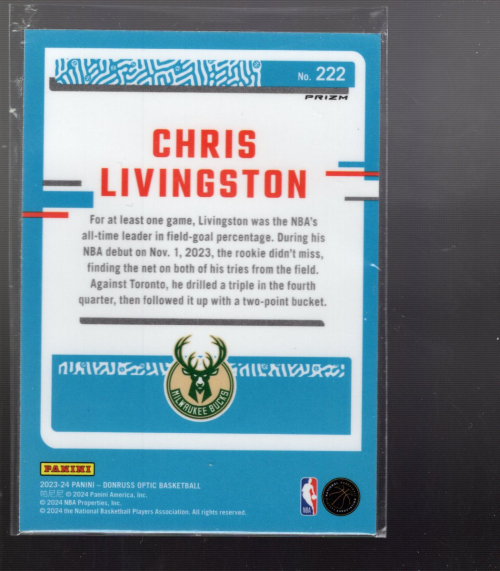 No. 222
PRIZM
CHRIS
LIVINGSTON
For at least one game, Livingston was the NBA's
all-time leader in field-goal percentage. During his
NBA debut on Nov. 1, 2023, the rookie didn't miss,
finding the net on both of his tries from the field.
Against Toronto, he drilled a triple in the fourth
quarter, then followed it up with a two-point bucket.
MILWAUKEE BUCKS
PANINI
2023-24 PANINI – DONRUSS OPTIC BASKETBALL
帕尼尼 © 2024 Panini America, Inc.
© 2024 NBA Properties, Inc.
© 2024 the National Basketball Players Association. All rights reserved.
NBA